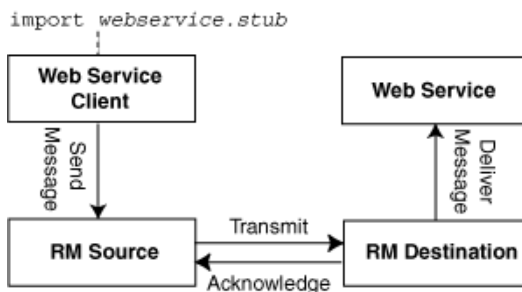 import webservice.stub
Web Service
Client
Web Service
Send
Message
Deliver
Message
Transmit
RM Source
RM Destination
Acknowledge